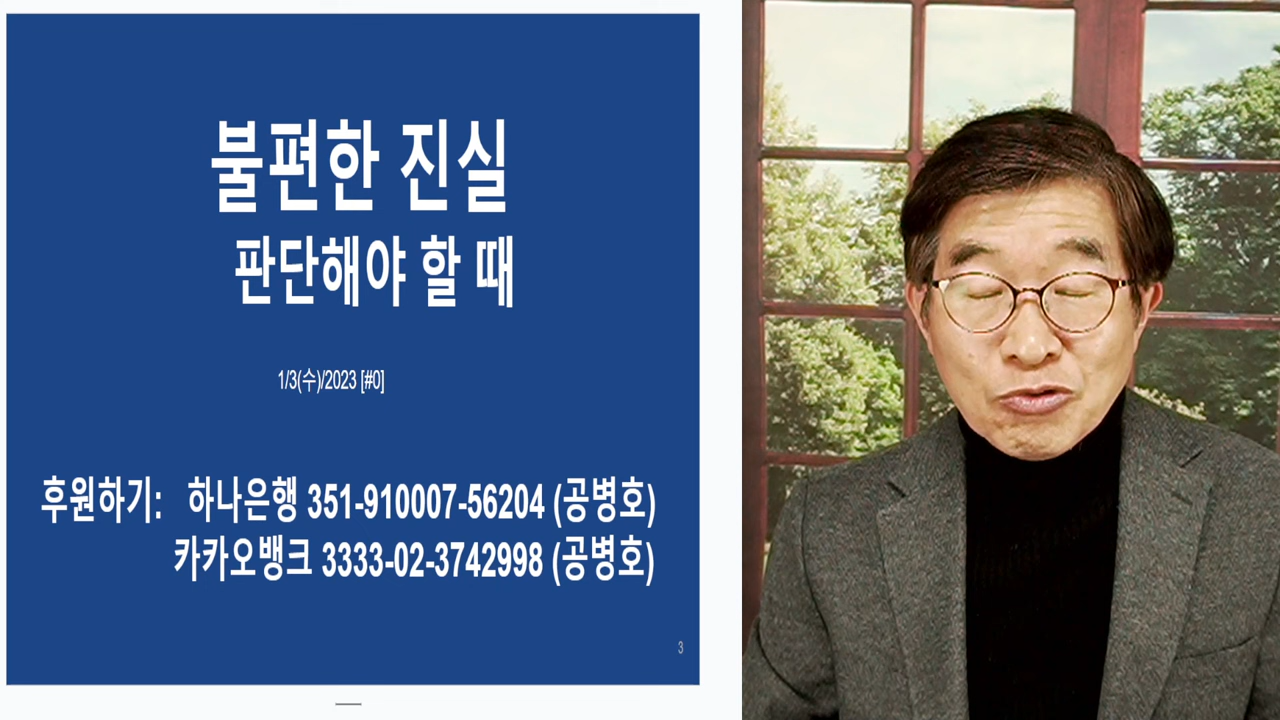 불편한 진실
판단해야 할 때
1/3(수)/2023 [#0]
후원하기: 하나은행 351-910007-56204 (공병호)
카카오뱅크 3333-02-3742998 (공병호)
3